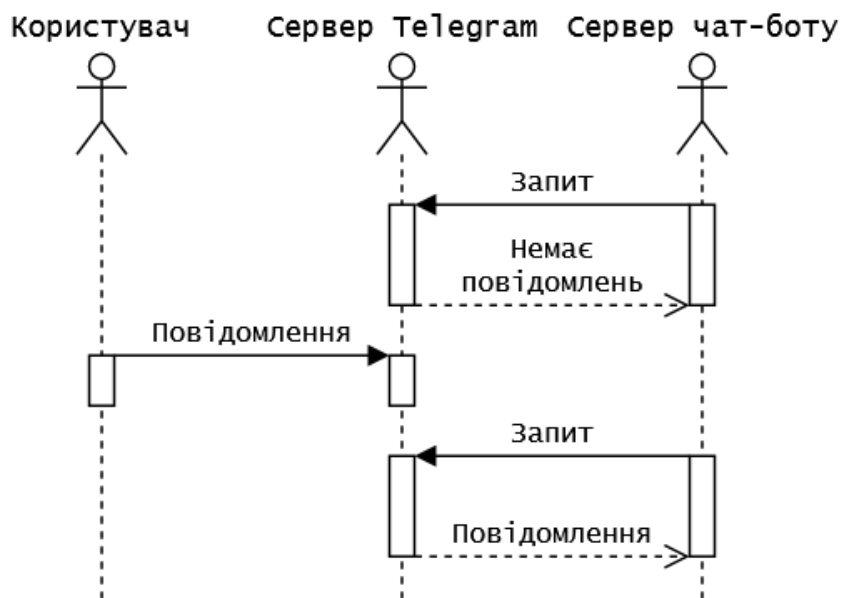 Користувач
Сервер Telegram
Сервер чат-боту
Запит
Немає
повідомлень
Повідомлення
Запит
Повідомлення